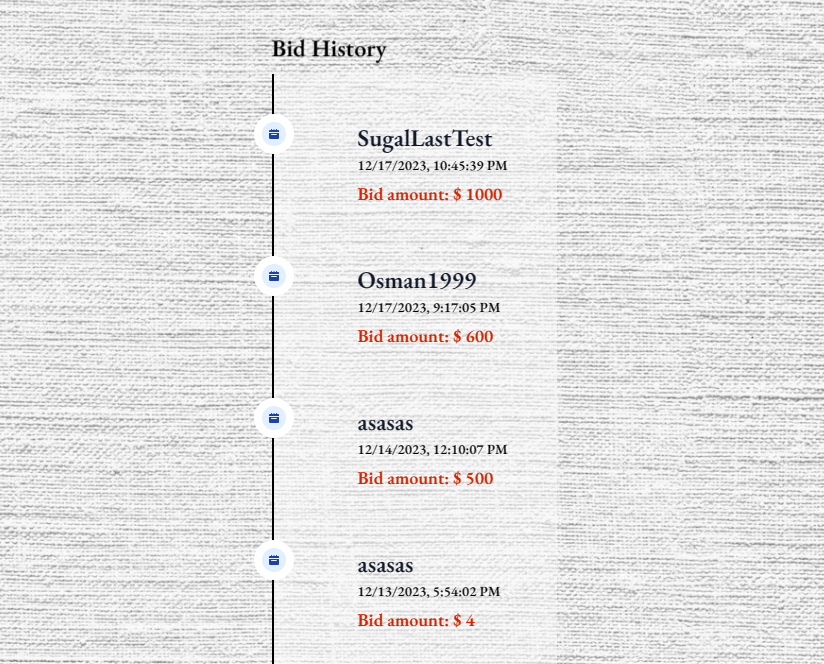 Bid History
SugalLastTest
12/17/2023, 10:45:39 PM
Bid amount: $ 1000
Osman1999
12/17/2023, 9:17:05 PM
Bid amount: $ 600
asasas
12/14/2023, 12:10:07 PM
Bid amount: $ 500
asasas
12/13/2023, 5:54:02 PM
Bid amount: $ 4